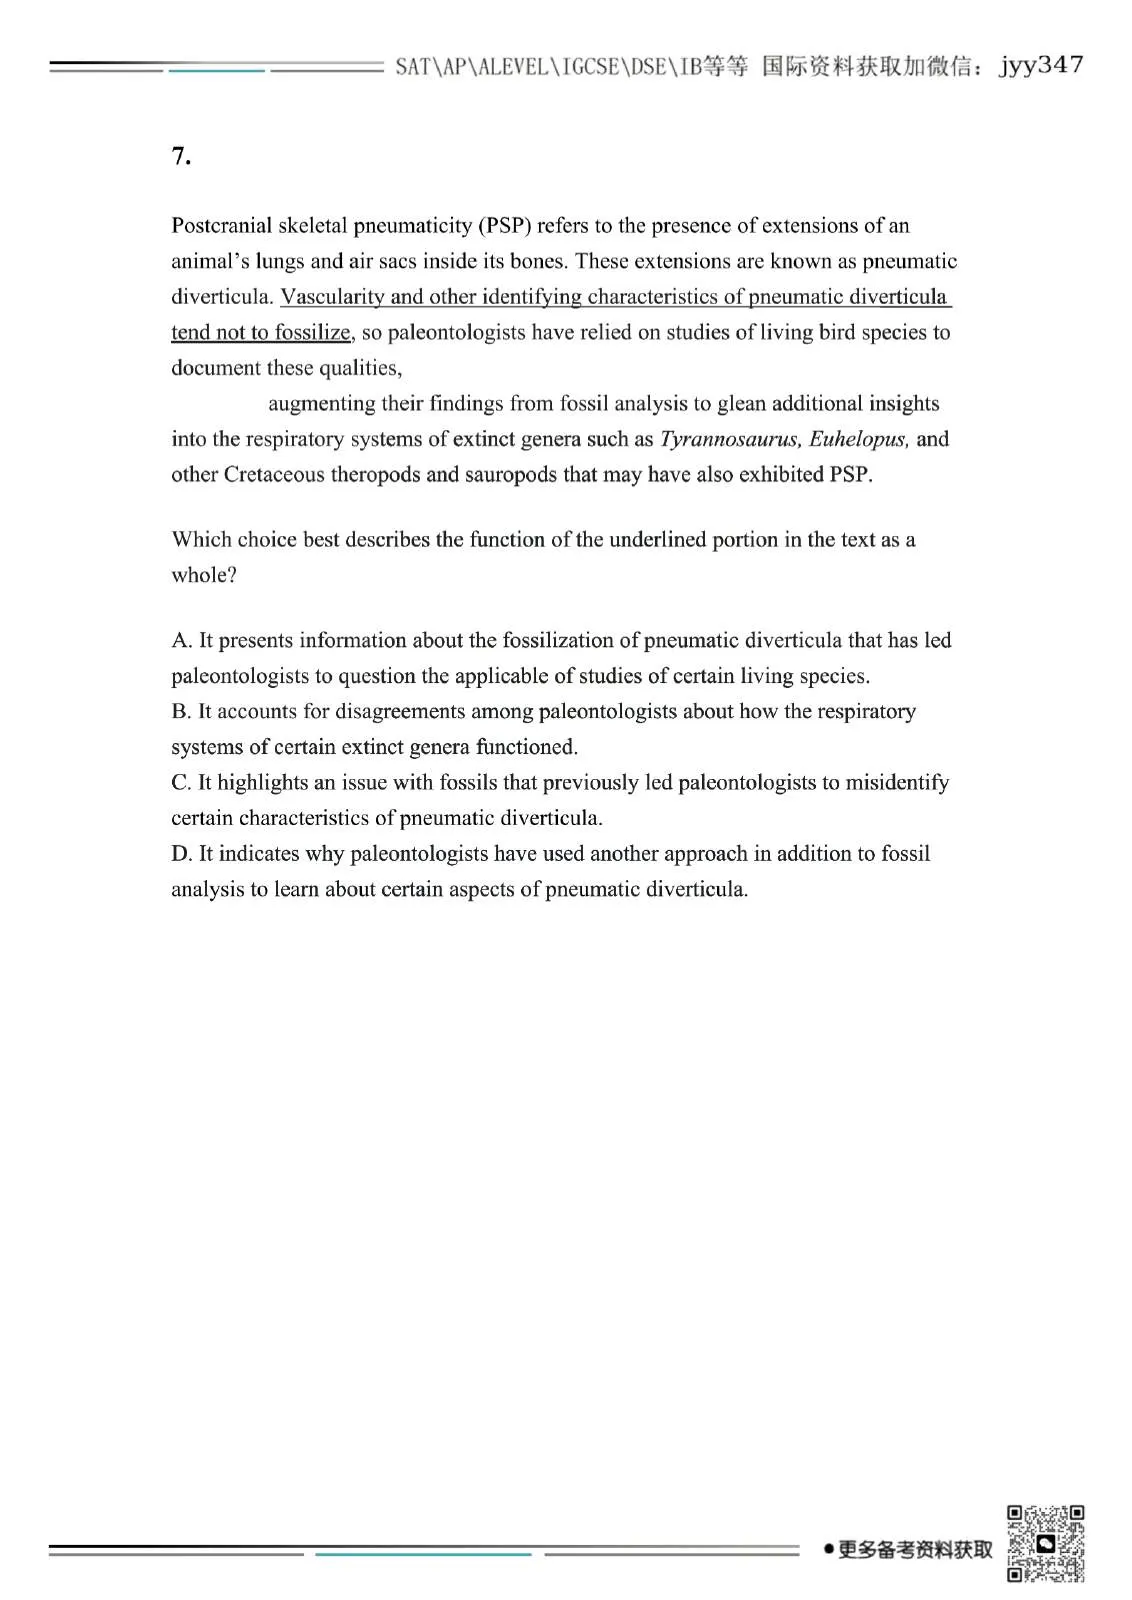 SAT\AP\ALEVEL\IGCSE\DSE\IB等等 国际资料获取加微信: jyy347
7.
Postcranial skeletal pneumaticity (PSP) refers to the presence of extensions of an
animal's lungs and air sacs inside its bones. These extensions are known as pneumatic
diverticula. Vascularity and other identifying characteristics of pneumatic diverticula
tend not to fossilize, so paleontologists have relied on studies of living bird species to
document these qualities,
augmenting their findings from fossil analysis to glean additional insights
into the respiratory systems of extinct genera such as Tyrannosaurus, Euhelopus, and
other Cretaceous theropods and sauropods that may have also exhibited PSP.
Which choice best describes the function of the underlined portion in the text as a
whole?
A. It presents information about the fossilization of pneumatic diverticula that has led
paleontologists to question the applicable of studies of certain living species.
B. It accounts for disagreements among paleontologists about how the respiratory
systems of certain extinct genera functioned.
C. It highlights an issue with fossils that previously led paleontologists to misidentify
certain characteristics of pneumatic diverticula.
D. It indicates why paleontologists have used another approach in addition to fossil
analysis to learn about certain aspects of pneumatic diverticula.
●更多备考资料获取